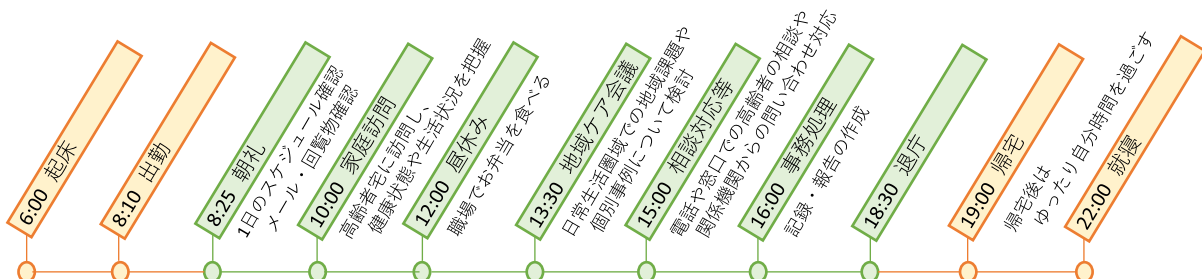 6:00 起床
8:10 出勤
8:25 朝礼
1日のスケジュール確認
メール・回覧物確認
10:00 家庭訪問
高齢者宅に訪問し、
健康状態や生活状況を把握
12:00 昼休み
職場でお弁当を食べる
13:30 地域ケア会議
日常生活圏域での地域課題や
個別事例について検討
15:00 相談対応等
電話や窓口での高齢者の相談や
関係機関からの問い合わせ対応
16:00 事務処理
記録・報告の作成
18:30 退庁
19:00 帰宅
帰宅後は
ゆったり自分時間を過ごす
22:00 就寝